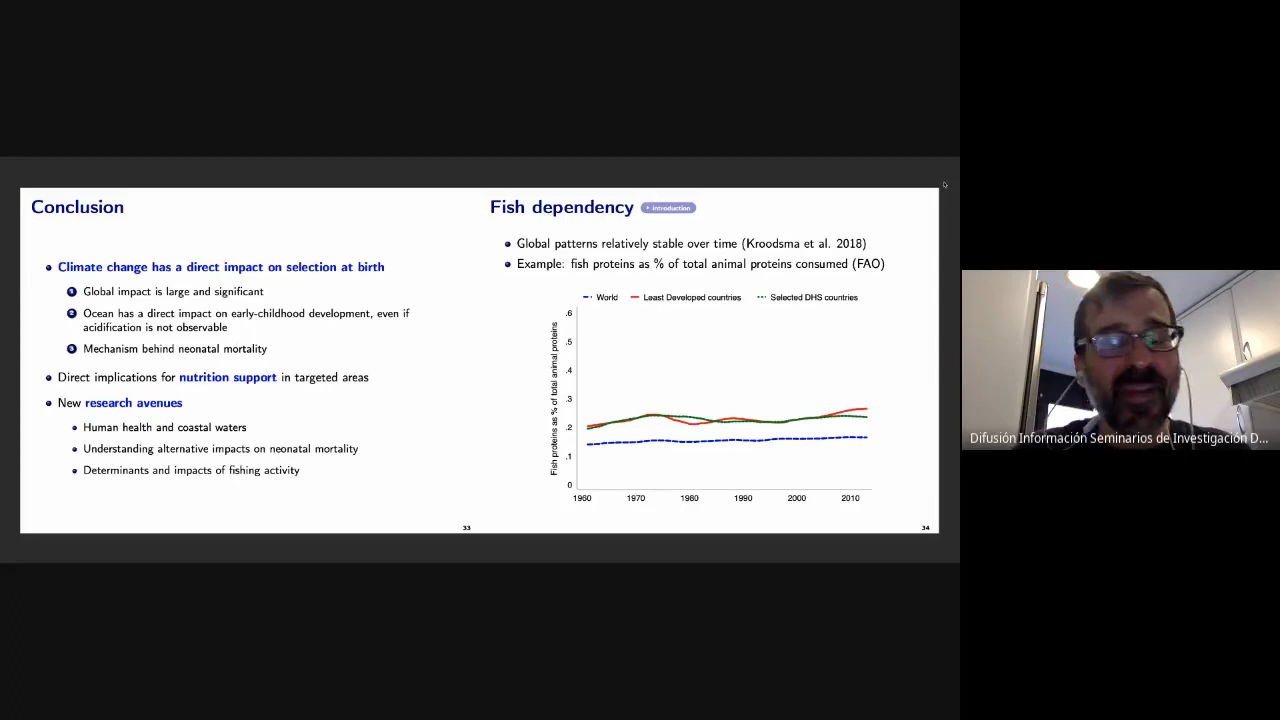 Conclusion
Climate change has a direct impact on selection at birth
1 Global impact is large and significant
2 Ocean has a direct impact on early-childhood development, even if
acidification is not observable
3 Mechanism behind neonatal mortality
Direct implications for nutrition support in targeted areas
New research avenues
Human health and coastal waters
Understanding alternative impacts on neonatal mortality
Determinants and impacts of fishing activity
33
Fish dependency introduction
Global patterns relatively stable over time (Kroodsma et al. 2018)
Example: fish proteins as % of total animal proteins consumed (FAO)
World Least Developed countries Selected DHS countries
Fish proteins as % of total animal proteins
.6
.5
.4
.3
.2
.1
0
1960 1970 1980 1990 2000 2010
34
Difusión Información Seminarios de Investigación D...